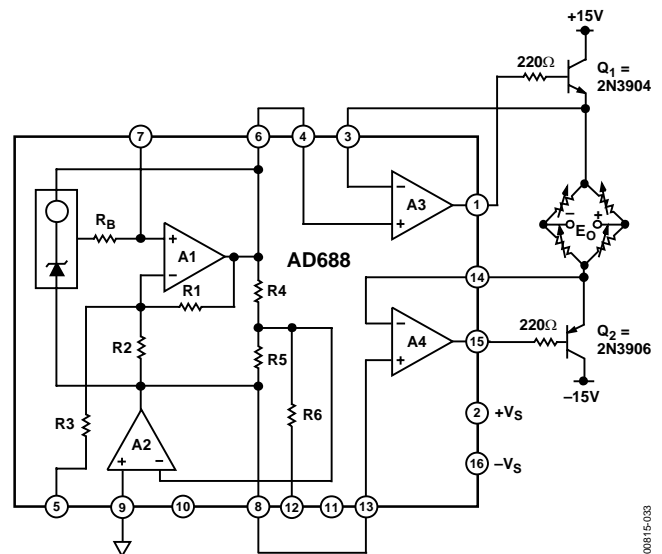 +15V
220Ω
Q1 =
2N3904
7
6
4
3
RB
A1
+
–
A3
–
+
1
–
+
EO
AD688
R1
R4
14
R2
R5
A4
–
+
15
220Ω
Q2 =
2N3906
–15V
R3
R6
A2
+
–
2
+VS
16
–VS
5
9
10
8
12
11
13
00815-033